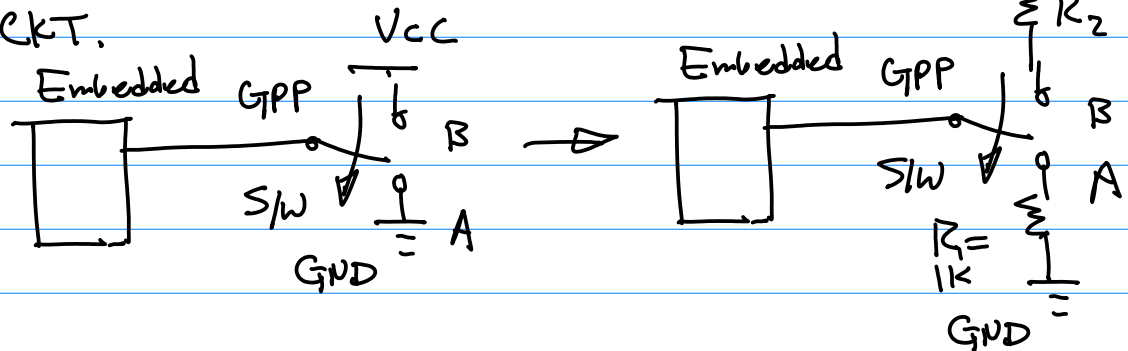 CKT.
Embedded
GPP
VCC
B
S/W
A
GND
R2
Embedded
GPP
B
S/W
A
R1=
1K
GND